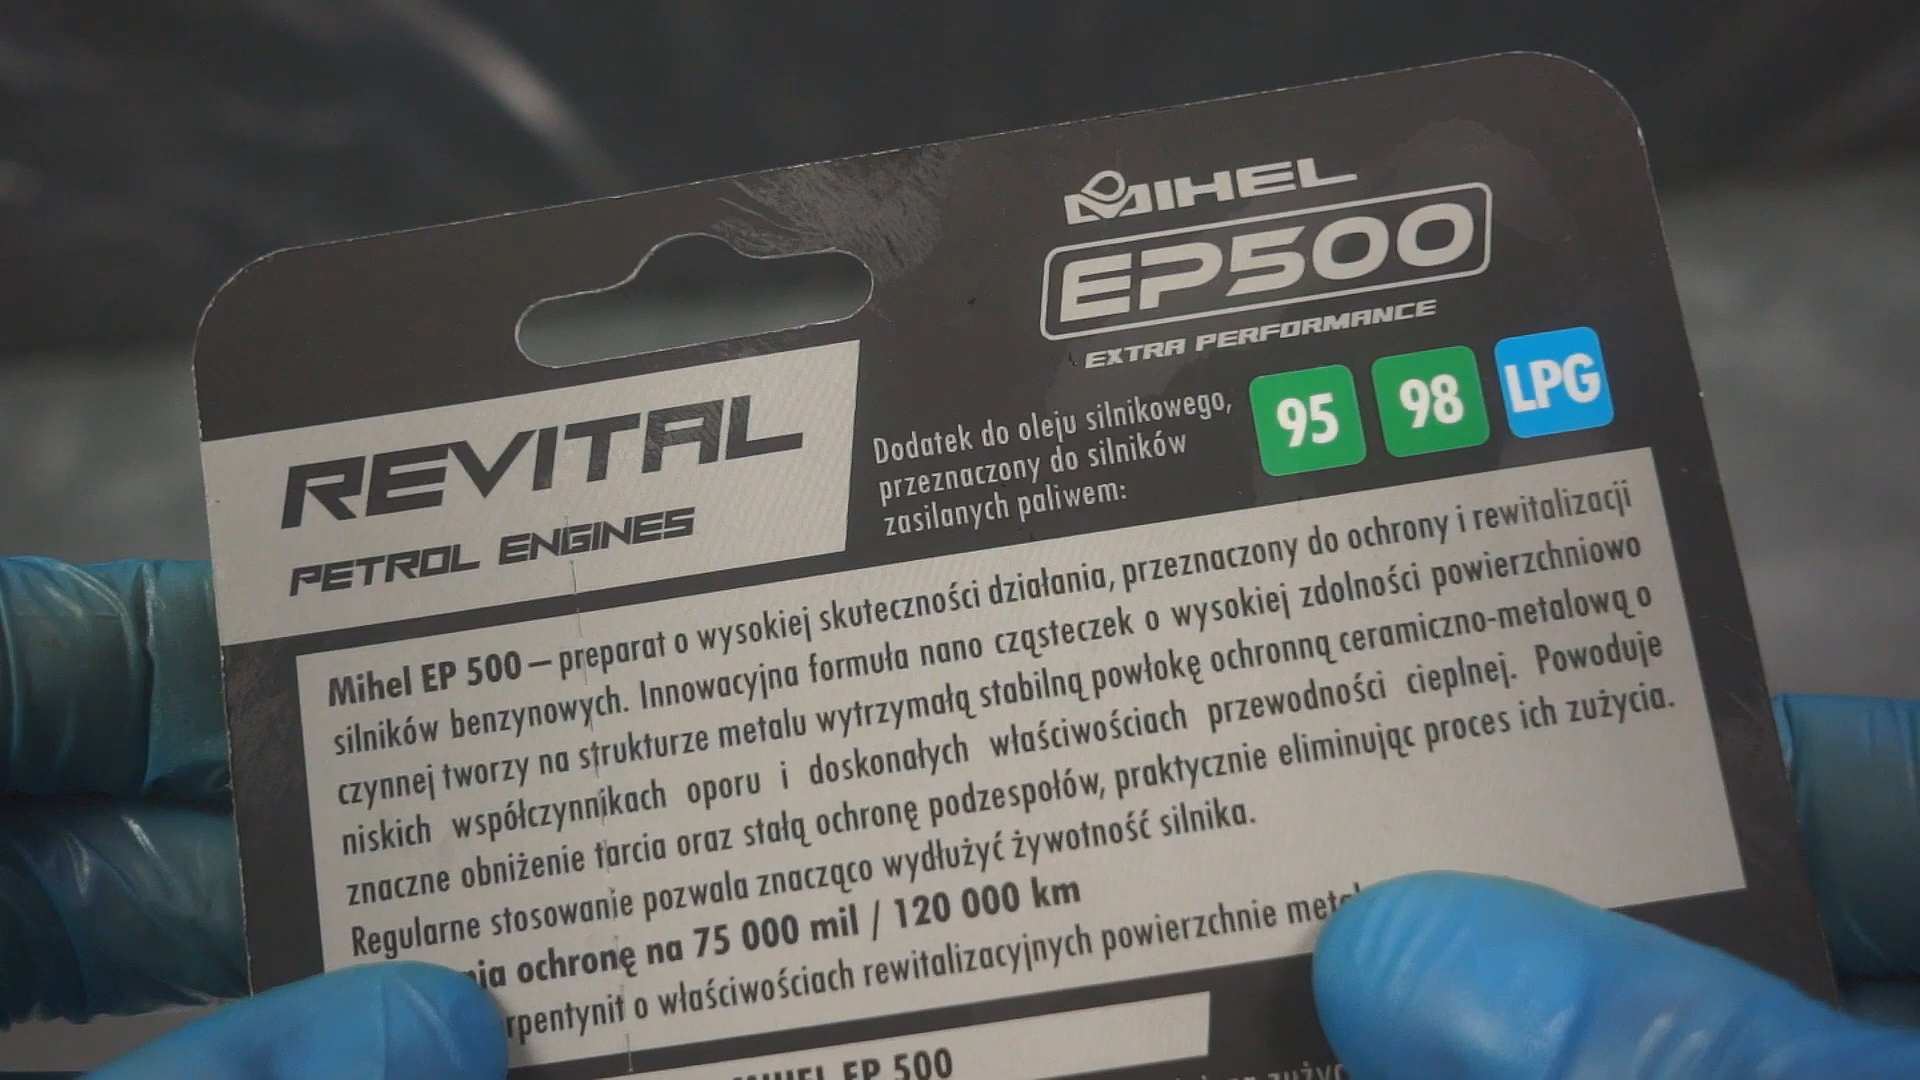 MIHEL
EP500
EXTRA PERFORMANCE
REVITAL
PETROL ENGINES
Dodatek do oleju silnikowego,
przeznaczony do silników
zasilanych paliwem:
95 98 LPG
Mihel EP 500 – preparat o wysokiej skuteczności działania, przeznaczony do ochrony i rewitalizacji
silników benzynowych. Innowacyjna formuła nano cząsteczek o wysokiej zdolności powierzchniowo
czynnej tworzy na strukturze metalu wytrzymałą stabilną powłokę ochronną ceramiczno-metalową o
niskich współczynnikach oporu i doskonałych właściwościach przewodności cieplnej. Powoduje
znaczne obniżenie tarcia oraz stałą ochronę podzespołów, praktycznie eliminując proces ich zużycia.
Regularne stosowanie pozwala znacząco wydłużyć żywotność silnika.
ochronę na 75 000 mil / 120 000 km
o właściwościach rewitalizacyjnych powierzchnie
MIHEL EP 500